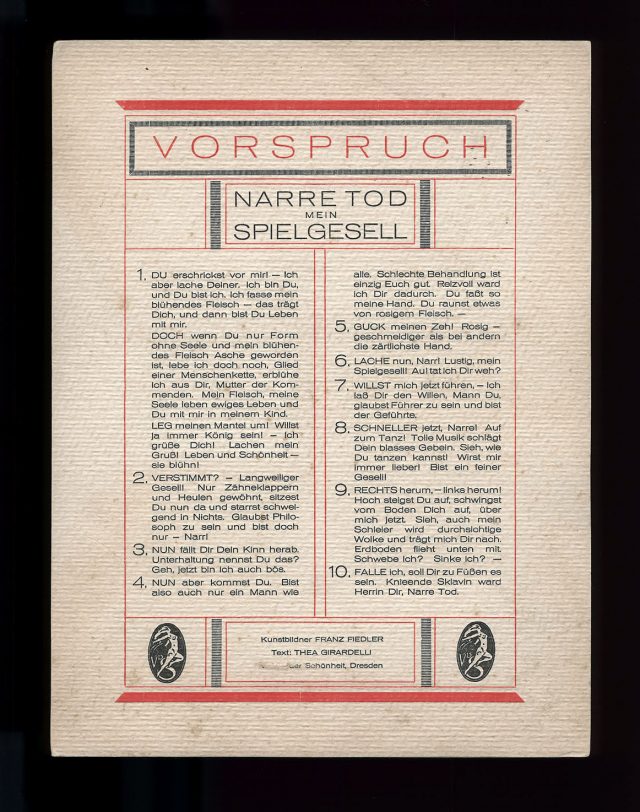 VORSPRUCH
NARRE TOD
MEIN
SPIELGESELL
1. DU erschrickst vor mir! — Ich
aber lache Deiner. Ich bin Du,
und Du bist ich. Ich fasse mein
blühendes Fleisch — das trägt
Dich, und dann bist Du Leben
mit mir.
DOCH wenn Du nur Form
ohne Seele und mein blühen-
des Fleisch Asche geworden
ist, lebe ich doch noch, Glied
einer Menschenkette, erblühe
ich aus Dir, Mutter der Kom-
menden. Mein Fleisch, meine
Seele leben ewiges Leben und
Du mit mir in meinem Kind.
LEG meinen Mantel um! Willst
ja immer König sein! — Ich
grüße Dich! Lachen mein
Gruß! Leben und Schönheit —
sie blühn!
2. VERSTIMMT? — Langweiliger
Gesell! Nur Zähneklappern
und Heulen gewöhnt, sitzest
Du nun da und starrst schwei-
gend in Nichts. Glaubst Philo-
soph zu sein und bist doch
nur — Narr!
3. NUN fällt Dir Dein Kinn herab.
Unterhaltung nennst Du das?
Geh, jetzt bin ich auch bös.
4. NUN aber kommst Du. Bist
also auch nur ein Mann wie
alle. Schlechte Behandlung ist
einzig Euch gut. Reizvoll ward
ich Dir dadurch. Du faßt so
meine Hand. Du raunst etwas
von rosigem Fleisch. —
5. GUCK meinen Zeh! Rosig —
geschmeidiger als bei andern
die zärtlichste Hand.
6. LACHE nun, Narr! Lustig, mein
Spielgesell! Au! tat ich Dir weh?
7. WILLST mich jetzt führen, — ich
laß Dir den Willen, Mann Du,
glaubst Führer zu sein und bist
der Geführte.
8. SCHNELLER jetzt, Narre! Auf
zum Tanz! Tolle Musik schlägt
Dein blasses Gebein. Sieh, wie
Du tanzen kannst! Wirst mir
immer lieber! Bist ein feiner
Gesell!
9. RECHTS herum, — links herum!
Hoch steigst Du auf, schwingst
vom Boden Dich auf, über
mich jetzt. Sieh, auch mein
Schleier wird durchsichtige
Wolke und trägt mich Dir nach.
Erdboden flieht unten mit.
Schwebe ich? Sinke ich? —
10. FALLE ich, soll Dir zu Füßen es
sein. Knieende Sklavin ward
Herrin Dir, Narre Tod.
Kunstbildner FRANZ FIEDLER
Text: THEA GIRARDELLI
Schönheit, Dresden